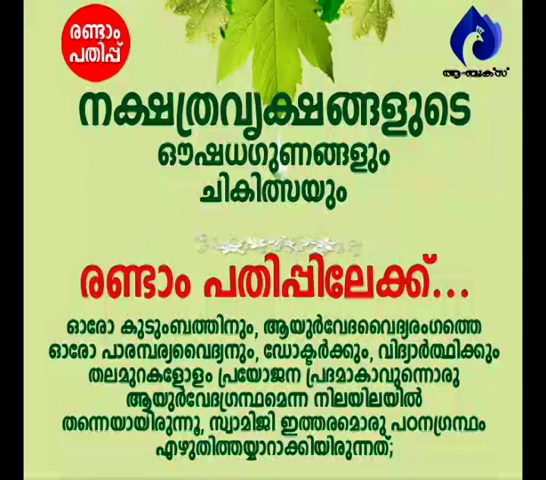 രണ്ടാം
പതിപ്പ്
ആ-ബുക്സ്
നക്ഷത്രവൃക്ഷങ്ങളുടെ
ഔഷധഗുണങ്ങളും
ചികിത്സയും
രണ്ടാം പതിപ്പിലേക്ക്...
ഓരോ കുടുംബത്തിനും, ആയുർവേദവൈദ്യരംഗത്തെ
ഓരോ പാരമ്പര്യവൈദ്യനും, ഡോക്ടർക്കും, വിദ്യാർത്ഥിക്കും
തലമുറകളോളം പ്രയോജന പ്രദമാകാവുന്നൊരു
ആയുർവേദഗ്രന്ഥമെന്ന നിലയിലയിൽ
തന്നെയായിരുന്നൂ, സ്വാമിജി ഇത്തരമൊരു പഠനഗ്രന്ഥം
എഴുതിത്തയ്യാറാക്കിയിരുന്നത്;